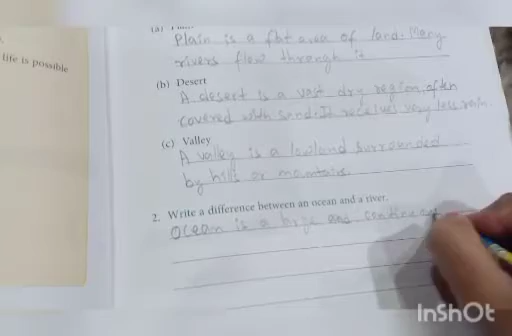 life is possible
(a) Plain
Plain is a flat area of land. Many
rivers flow through it
(b) Desert
A desert is a vast dry region, often
covered with sand. It receives very less rain.
(c) Valley
A valley is a lowland surrounded
by hills or mountains
2. Write a difference between an ocean and a river.
Ocean is a large and
InShOt